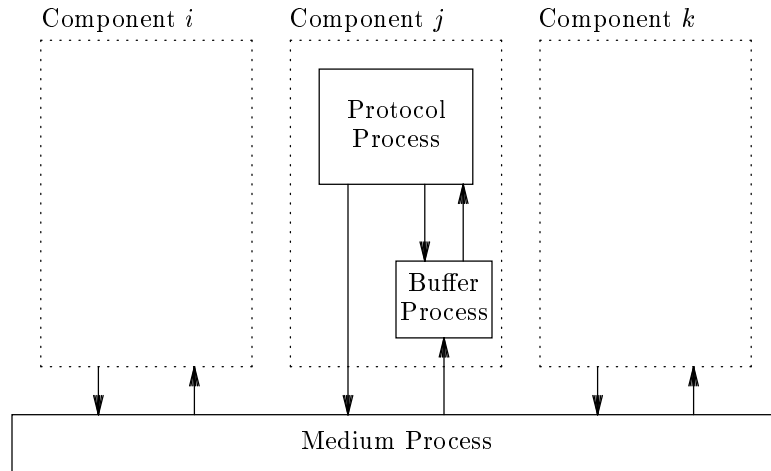 Component i
Component j
Component k
Protocol
Process
Buffer
Process
Medium Process